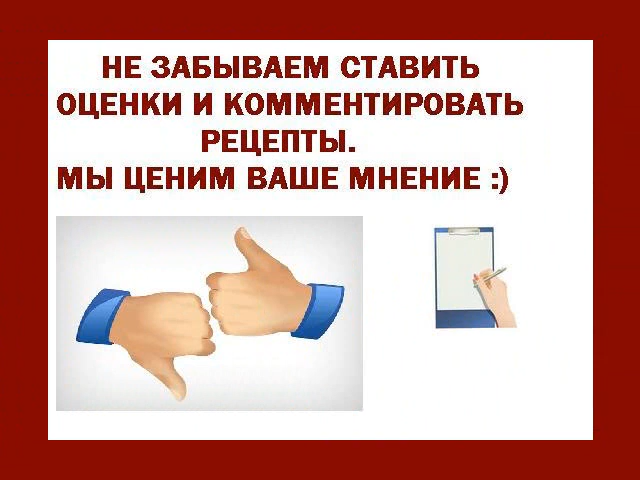 НЕ ЗАБЫВАЕМ СТАВИТЬ
ОЦЕНКИ И КОММЕНТИРОВАТЬ
РЕЦЕПТЫ.
МЫ ЦЕНИМ ВАШЕ МНЕНИЕ :)